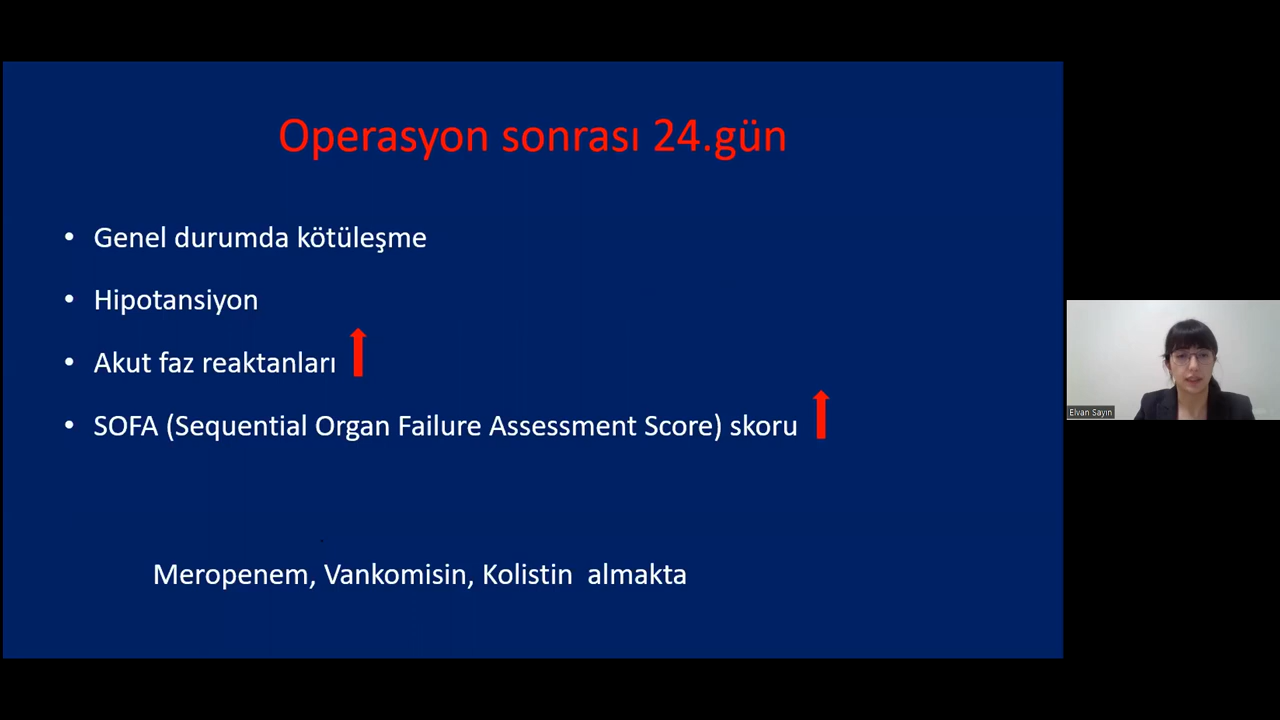 Operasyon sonrası 24.gün
• Genel durumda kötüleşme
• Hipotansiyon
• Akut faz reaktanları
• SOFA (Sequential Organ Failure Assessment Score) skoru
Meropenem, Vankomisin, Kolistin almakta
Elvan Sayın